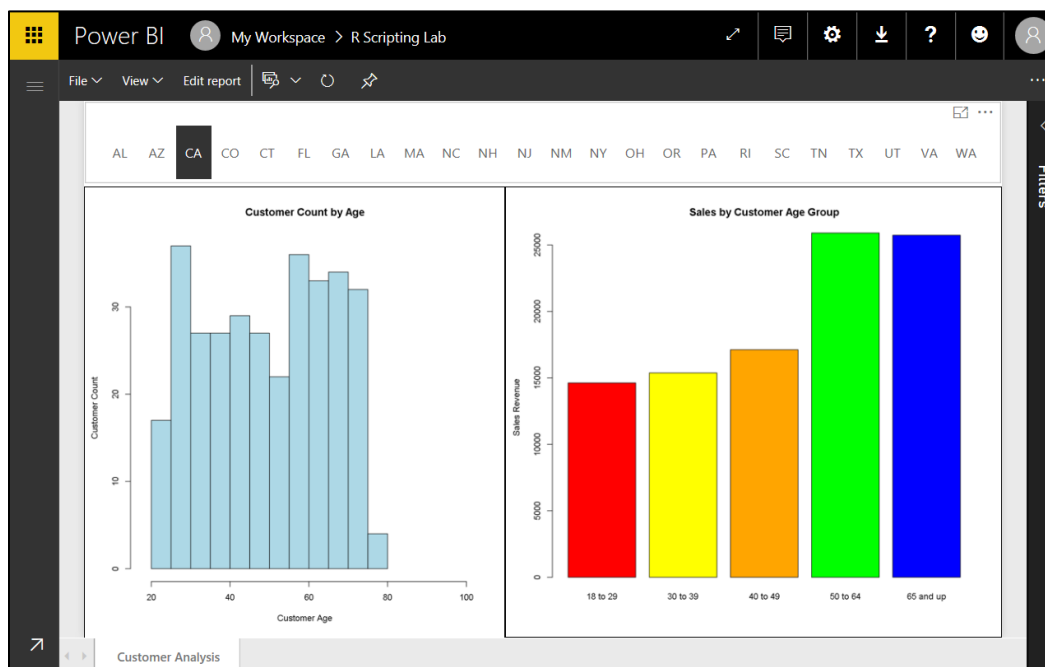 Power BI My Workspace > R Scripting Lab ?
File View Edit report
AL AZ CA CO CT FL GA LA MA NC NH NJ NM NY OH OR PA RI SC TN TX UT VA WA
Filters
Customer Count by Age
Customer Count
0
10
20
30
20 40 60 80 100
Customer Age
Sales by Customer Age Group
Sales Revenue
0
5000
10000
15000
20000
25000
18 to 29 30 to 39 40 to 49 50 to 64 65 and up
Customer Analysis